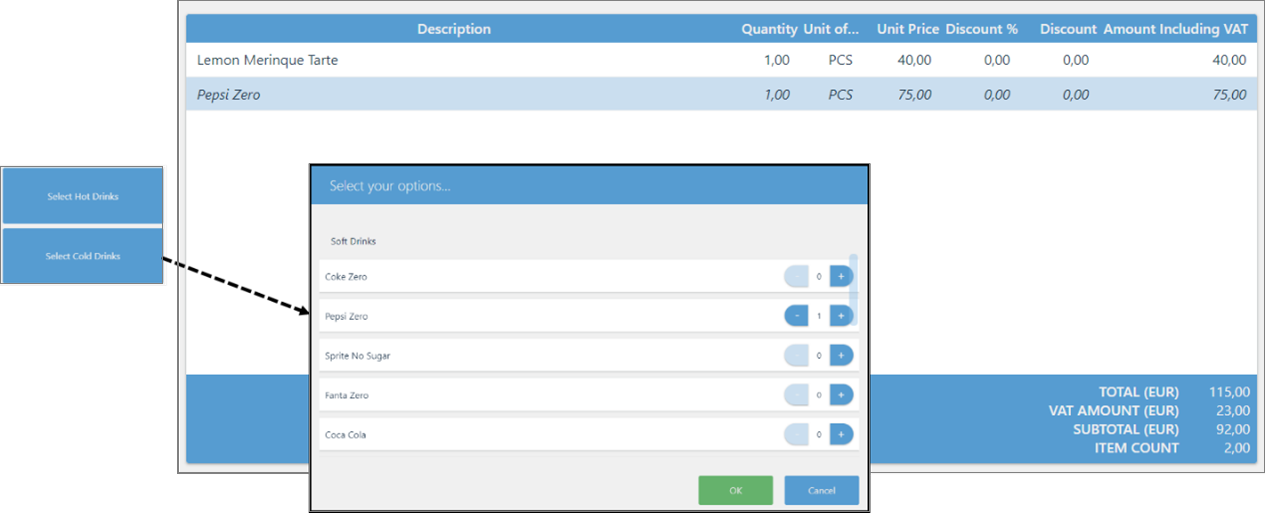 Description Quantity Unit of... Unit Price Discount % Discount Amount Including VAT
Lemon Merinque Tarte 1,00 PCS 40,00 0,00 0,00 40,00
Pepsi Zero 1,00 PCS 75,00 0,00 0,00 75,00
Select Hot Drinks
Select Cold Drinks
Select your options...
Soft Drinks
Coke Zero - 0 +
Pepsi Zero - 1 +
Sprite No Sugar - 0 +
Fanta Zero - 0 +
Coca Cola - 0 +
OK Cancel
TOTAL (EUR) 115,00
VAT AMOUNT (EUR) 23,00
SUBTOTAL (EUR) 92,00
ITEM COUNT 2,00